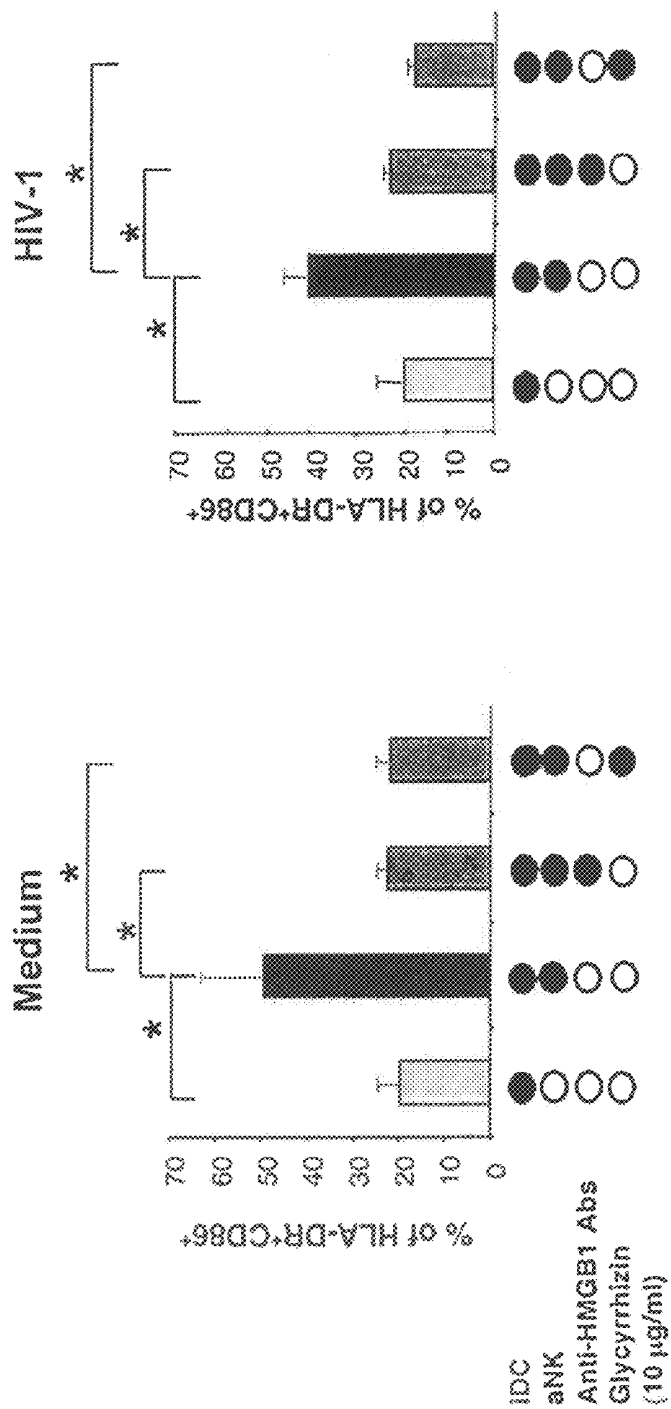 Medium
% of HLA-DR⁺CD86⁺
70
60
50
40
30
20
10
0
*
*
*
HIV-1
% of HLA-DR⁺CD86⁺
70
60
50
40
30
20
10
0
*
*
*
iDC
aNK
Anti-HMGB1 Abs
Glycyrrhizin
(10 µg/ml)